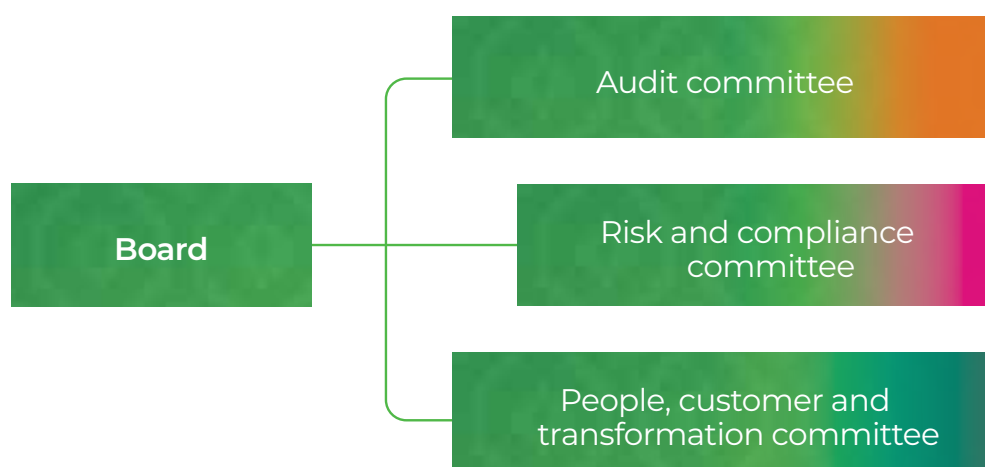 Audit committee
Board
Risk and compliance
committee
People, customer and
transformation committee